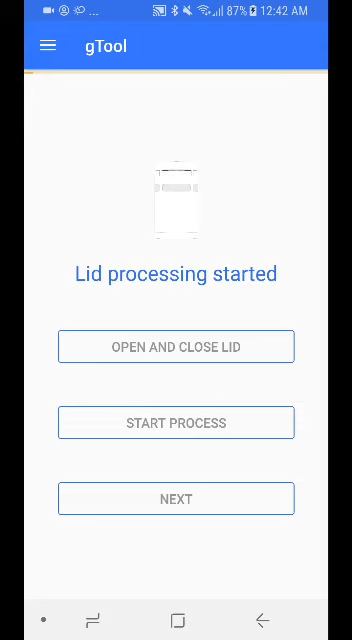 ... 87% 12:42 AM
gTool
Lid processing started
OPEN AND CLOSE LID
START PROCESS
NEXT